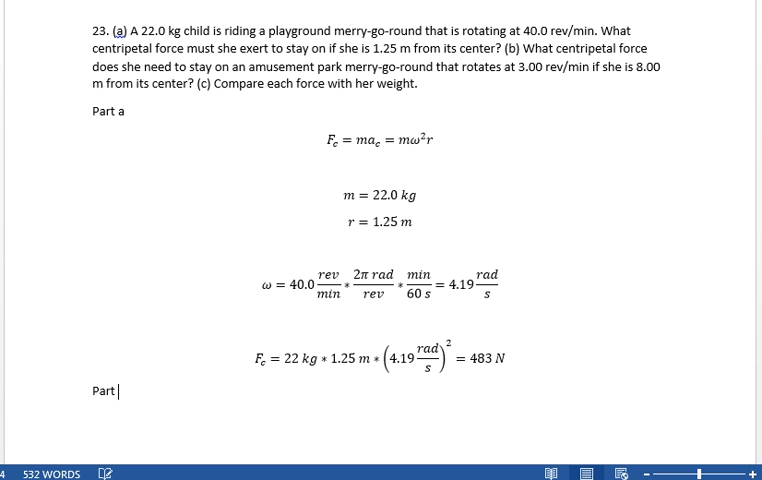 23. (a) A 22.0 kg child is riding a playground merry-go-round that is rotating at 40.0 rev/min. What
centripetal force must she exert to stay on if she is 1.25 m from its center? (b) What centripetal force
does she need to stay on an amusement park merry-go-round that rotates at 3.00 rev/min if she is 8.00
m from its center? (c) Compare each force with her weight.
Part a
F_c = ma_c = mω²r
m = 22.0 kg
r = 1.25 m
ω = 40.0 rev/min * 2π rad/rev * min/60 s = 4.19 rad/s
F_c = 22 kg * 1.25 m * (4.19 rad/s)² = 483 N
Part
4 532 WORDS